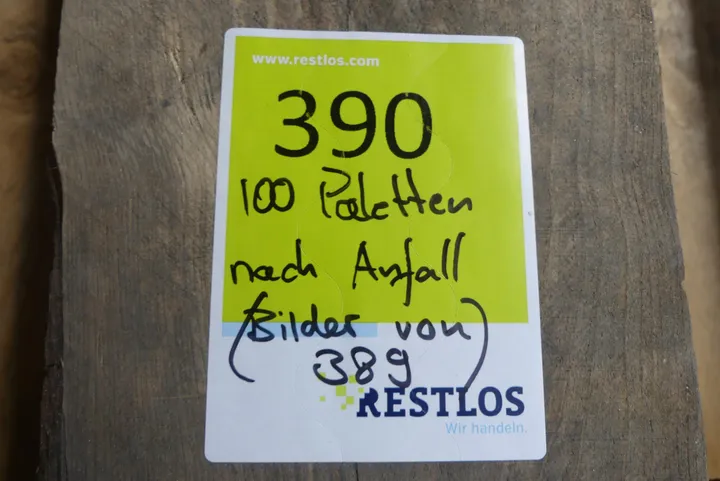 www.restlos.com
390
100 Paletten
nach Anfall
(Bilder von
389)
RESTLOS
Wir handeln.